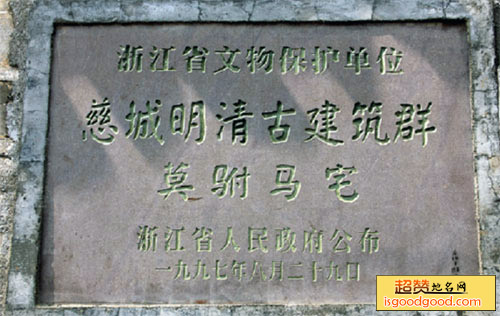 浙江省文物保护单位
慈城明清古建筑群
莫驸马宅
浙江省人民政府公布
一九九七年八月二十九日
超赞地名网
isgoodgood.com